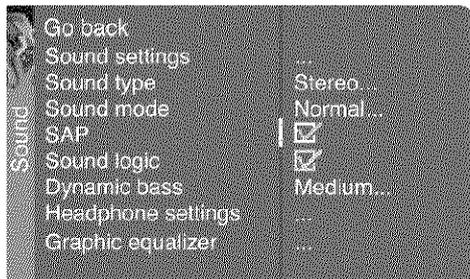 Sound
Go back
Sound settings ...
Sound type Stereo...
Sound mode Normal...
SAP
Sound logic
Dynamic bass Medium...
Headphone settings ...
Graphic equalizer ...